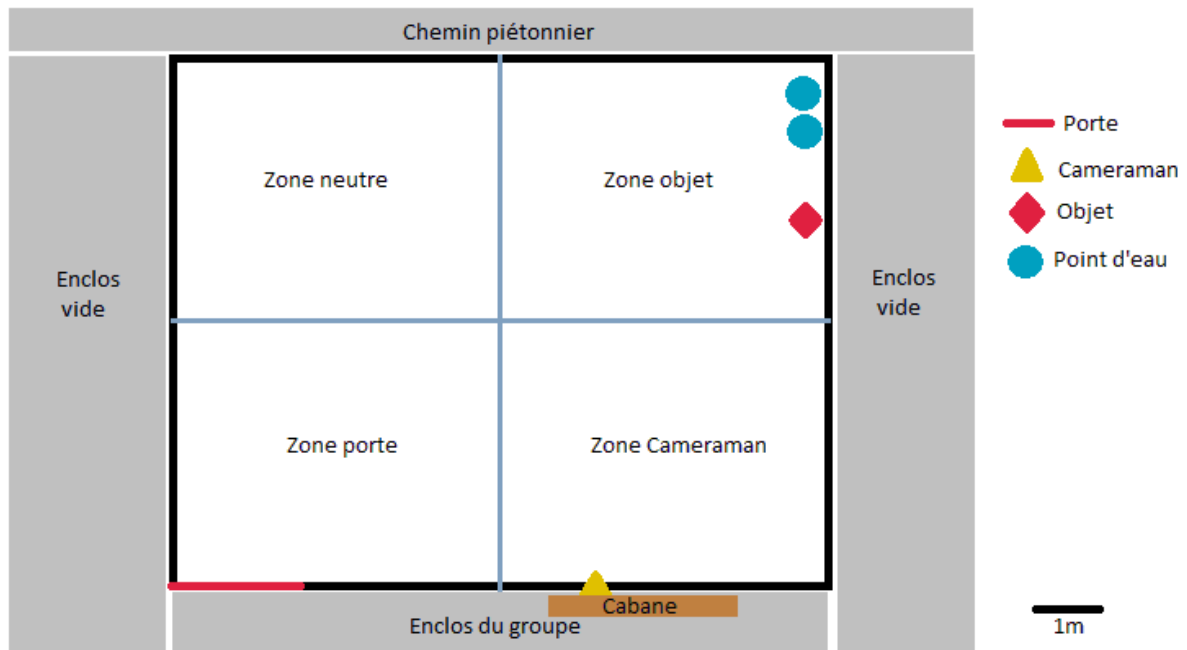 Chemin piétonnier
Zone neutre
Zone objet
Enclos
vide
Enclos
vide
Zone porte
Zone Cameraman
Cabane
Enclos du groupe
Porte
Cameraman
Objet
Point d'eau
1m